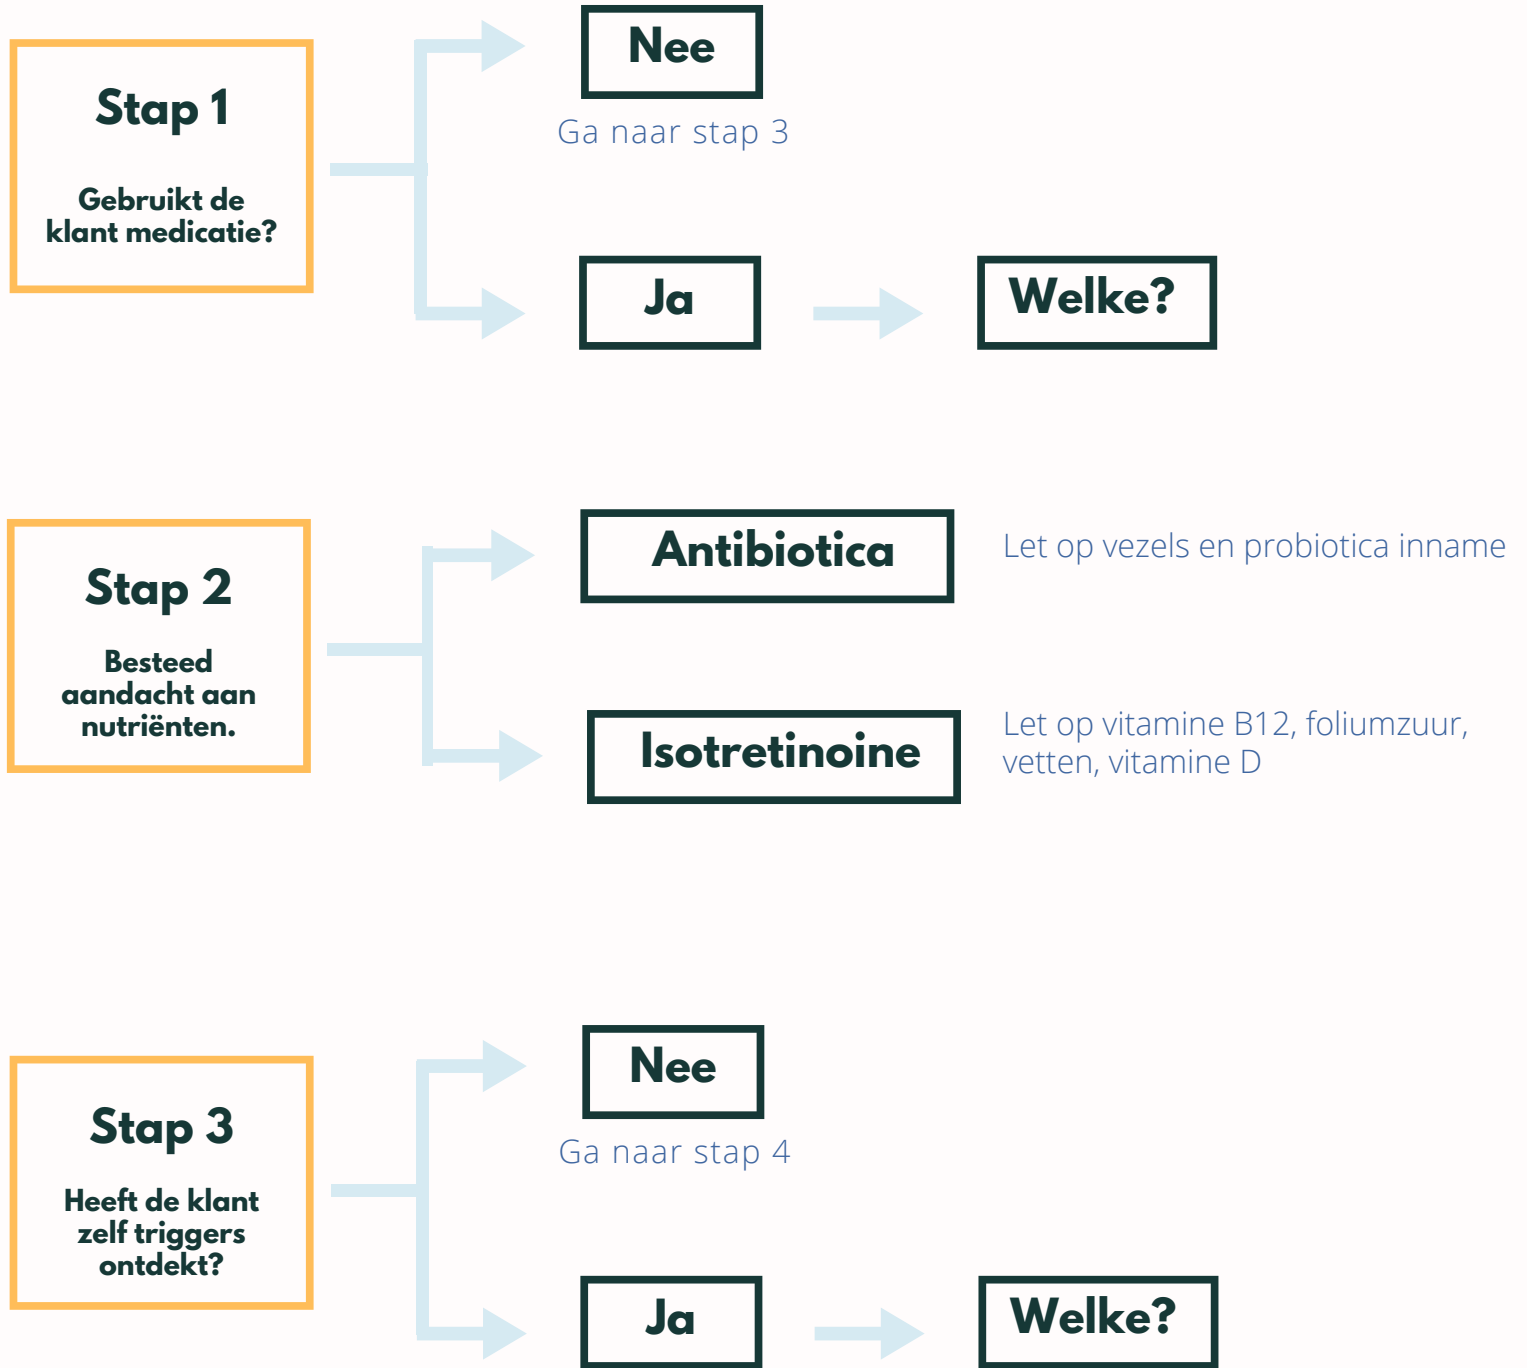 Stap 1
Gebruikt de
klant medicatie?
Nee
Ga naar stap 3
Ja
Welke?
Stap 2
Besteed
aandacht aan
nutriënten.
Antibiotica
Let op vezels en probiotica inname
Isotretinoine
Let op vitamine B12, foliumzuur,
vetten, vitamine D
Stap 3
Heeft de klant
zelf triggers
ontdekt?
Nee
Ga naar stap 4
Ja
Welke?